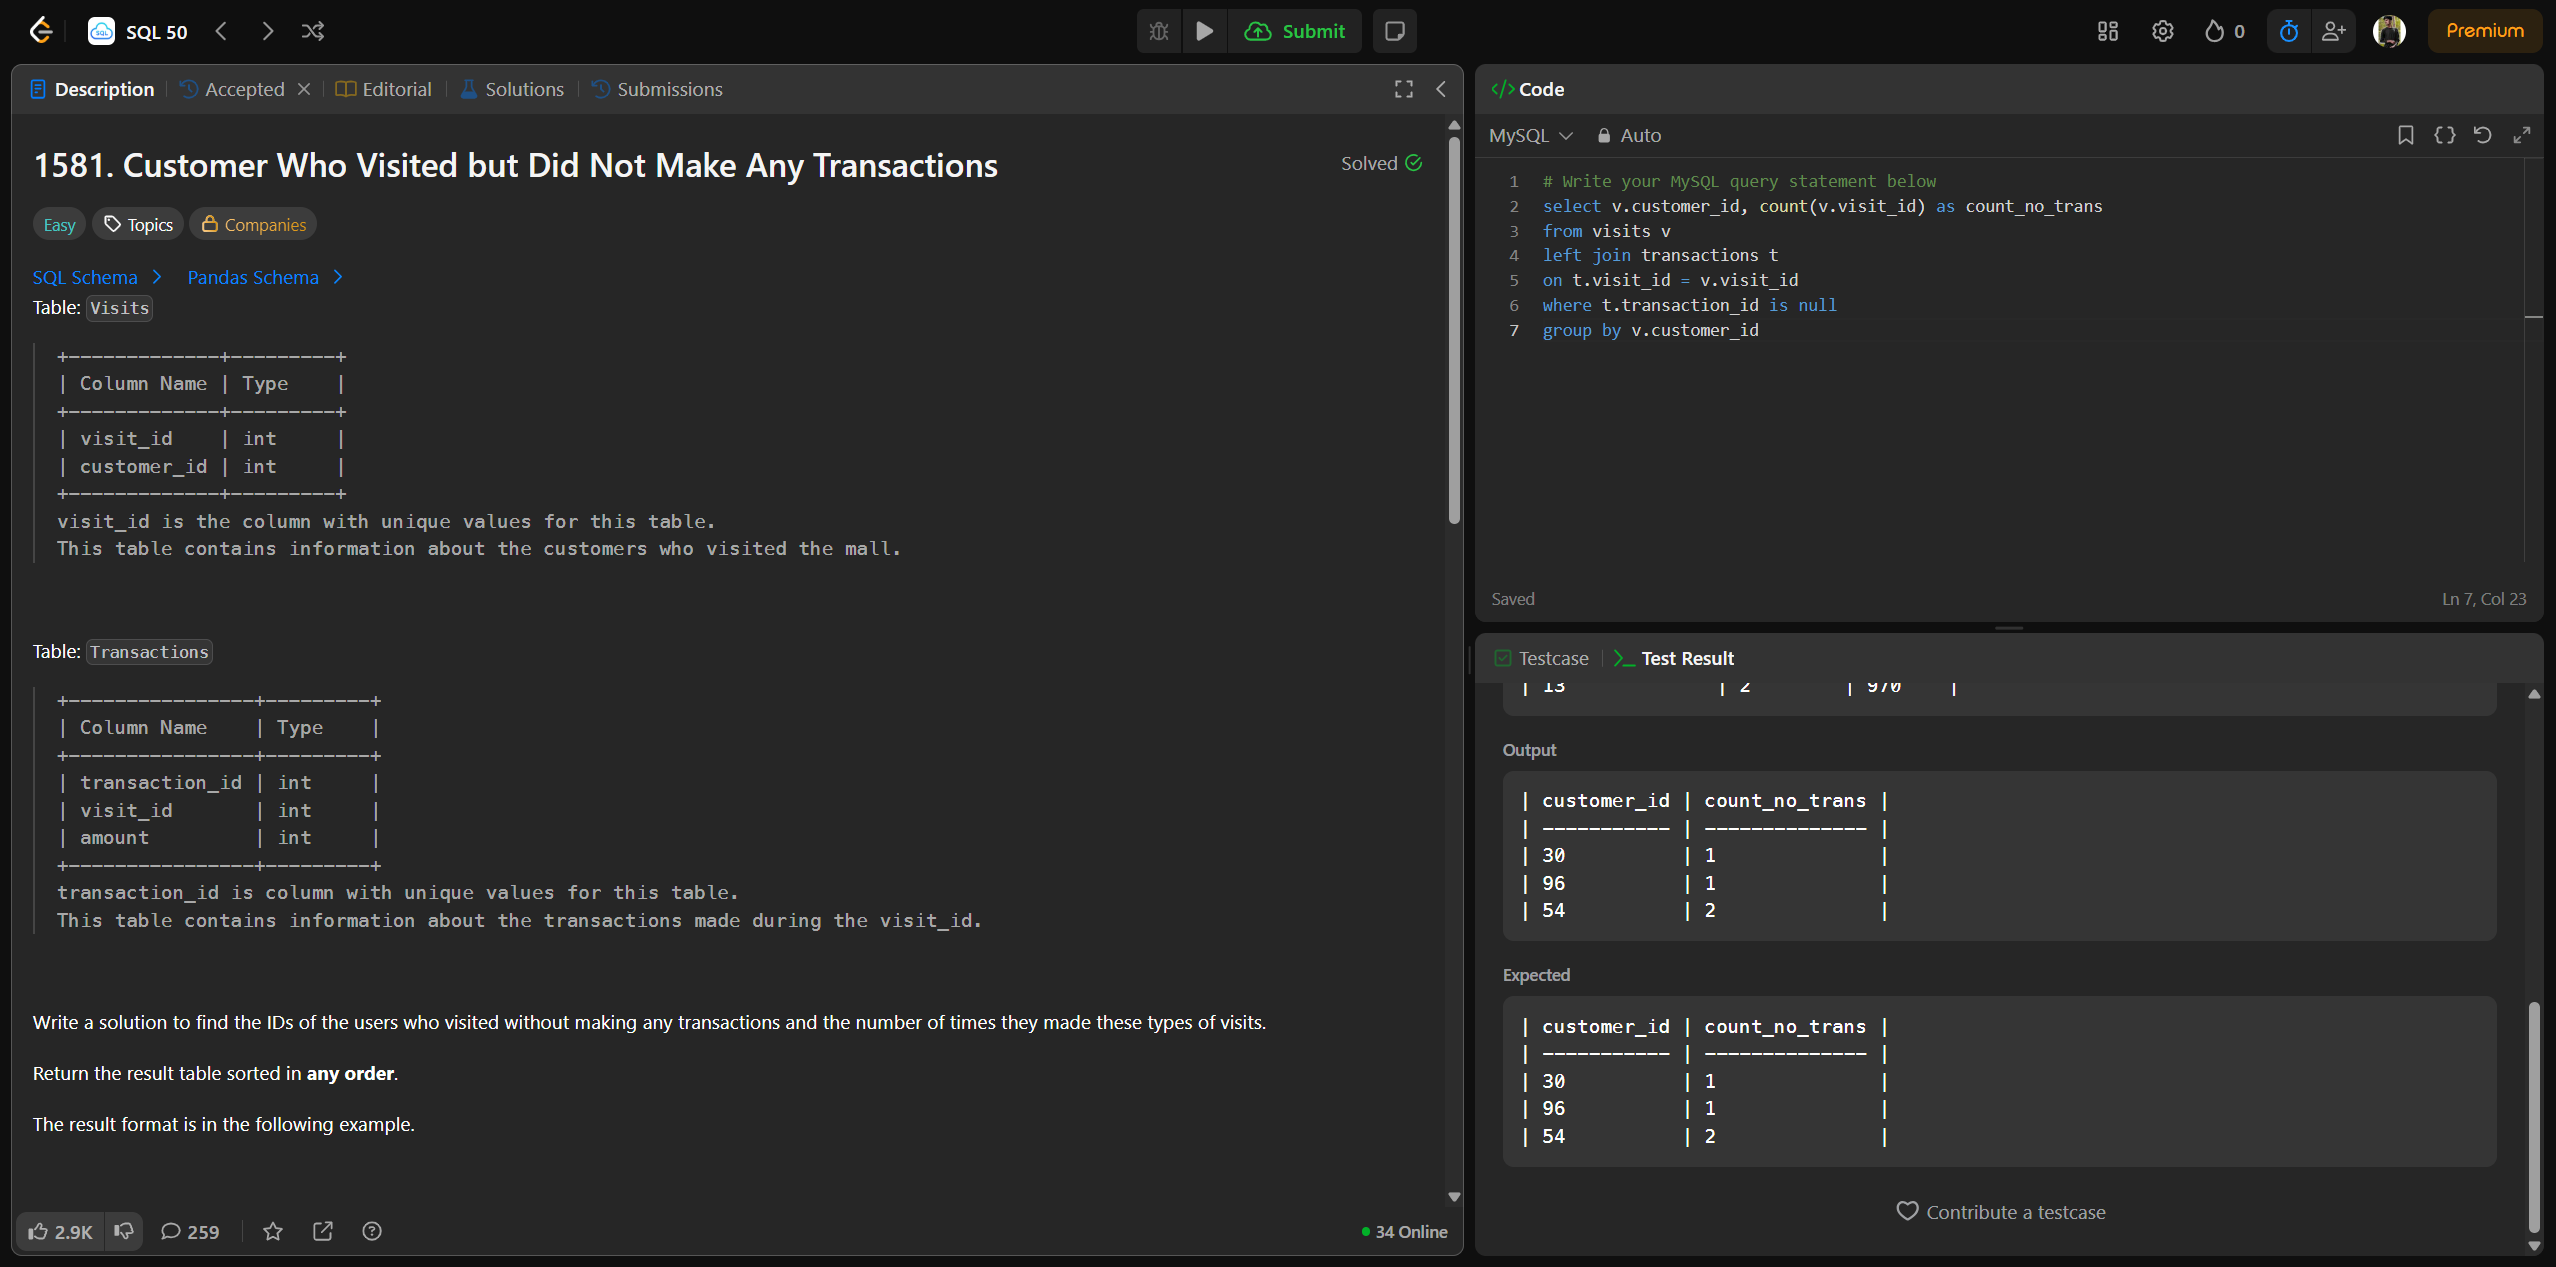 SQL 50
Submit
0
Premium
Description
Accepted
Editorial
Solutions
Submissions
1581. Customer Who Visited but Did Not Make Any Transactions
Solved
Easy
Topics
Companies
SQL Schema
Pandas Schema
Table: Visits
+-------------+---------+
| Column Name | Type    |
+-------------+---------+
| visit_id    | int     |
| customer_id | int     |
+-------------+---------+
visit_id is the column with unique values for this table.
This table contains information about the customers who visited the mall.
Table: Transactions
+----------------+---------+
| Column Name    | Type    |
+----------------+---------+
| transaction_id | int     |
| visit_id       | int     |
| amount         | int     |
+----------------+---------+
transaction_id is column with unique values for this table.
This table contains information about the transactions made during the visit_id.
Write a solution to find the IDs of the users who visited without making any transactions and the number of times they made these types of visits.
Return the result table sorted in any order.
The result format is in the following example.
2.9K
259
34 Online
</> Code
MySQL
Auto
1 # Write your MySQL query statement below
2 select v.customer_id, count(v.visit_id) as count_no_trans
3 from visits v
4 left join transactions t
5 on t.visit_id = v.visit_id
6 where t.transaction_id is null
7 group by v.customer_id
Saved
Ln 7, Col 23
Testcase
Test Result
| 13             | 2        | 970    |
Output
| customer_id | count_no_trans |
| ----------- | -------------- |
| 30          | 1              |
| 96          | 1              |
| 54          | 2              |
Expected
| customer_id | count_no_trans |
| ----------- | -------------- |
| 30          | 1              |
| 96          | 1              |
| 54          | 2              |
Contribute a testcase